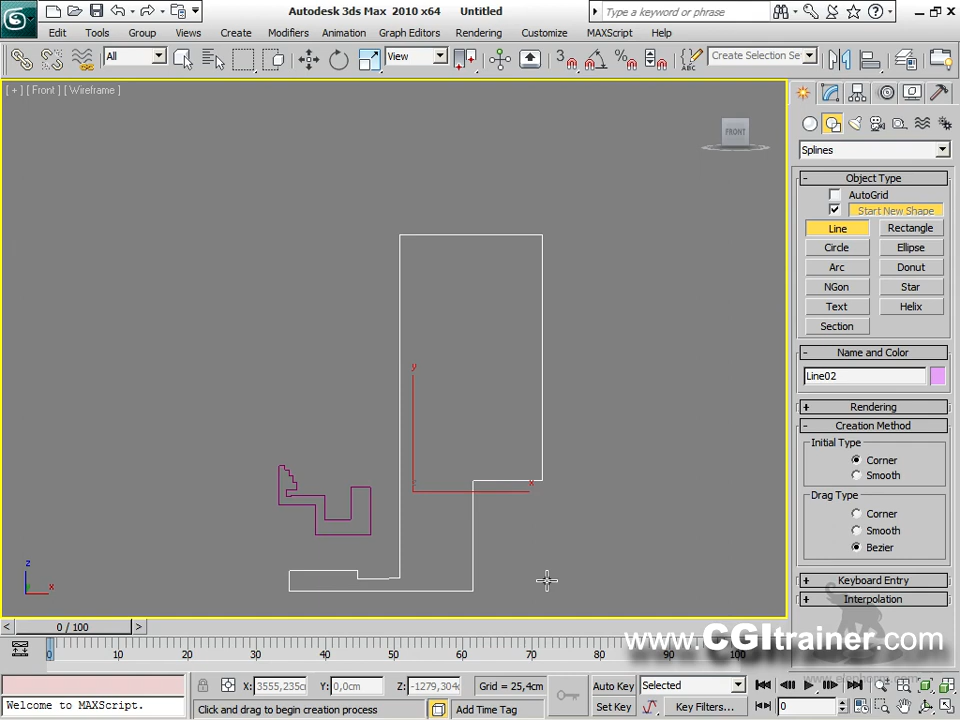 Autodesk 3ds Max 2010 x64 Untitled
Type a keyword or phrase
Edit Tools Group Views Create Modifiers Animation Graph Editors Rendering Customize MAXScript Help
All View 3 Create Selection Se
[ + ] [ Front ] [ Wireframe ]
FRONT
Splines
- Object Type
AutoGrid
Start New Shape
Line Rectangle
Circle Ellipse
Arc Donut
NGon Star
Text Helix
Section
- Name and Color
Line02
+ Rendering
- Creation Method
Initial Type
Corner
Smooth
Drag Type
Corner
Smooth
Bezier
+ Keyboard Entry
+ Interpolation
y
x
z
x
< 0 / 100 >
0 10 20 30 40 50 60 70 80 90 100
www.CGItrainer.com
X: 3555,235c Y: 0,0cm Z: -1279,304 Grid = 25,4cm Auto Key Selected
Welcome to MAXScript. Click and drag to begin creation process Add Time Tag Set Key Key Filters... 0